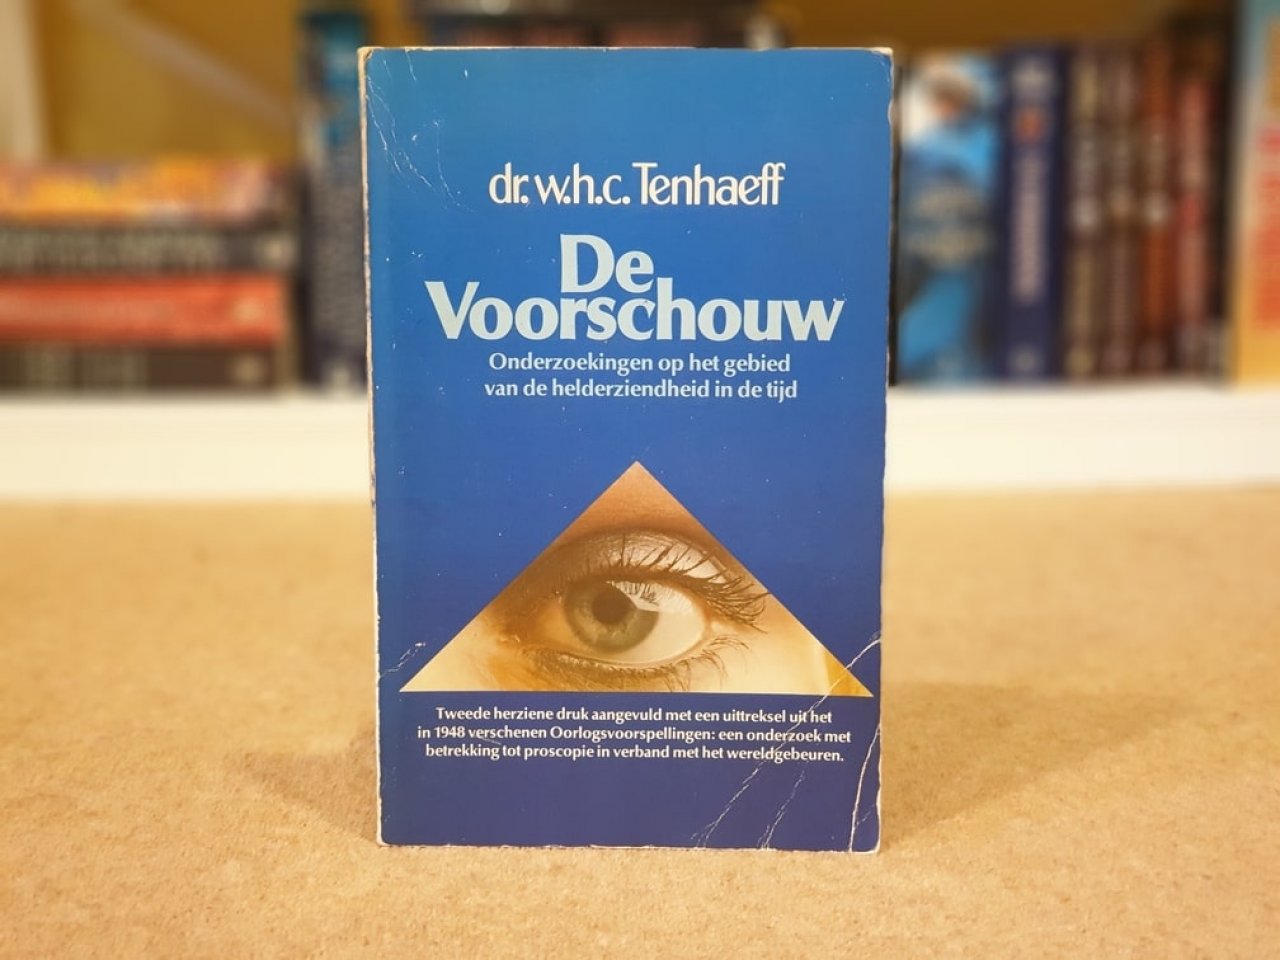 dr. w.h.c. Tenhaeff
De
Voorschouw
Onderzoekingen op het gebied
van de helderziendheid in de tijd
Tweede herziene druk aangevuld met een uittreksel uit het
in 1948 verschenen Oorlogsvoorspellingen: een onderzoek met
betrekking tot proscopie in verband met het wereldgebeuren.